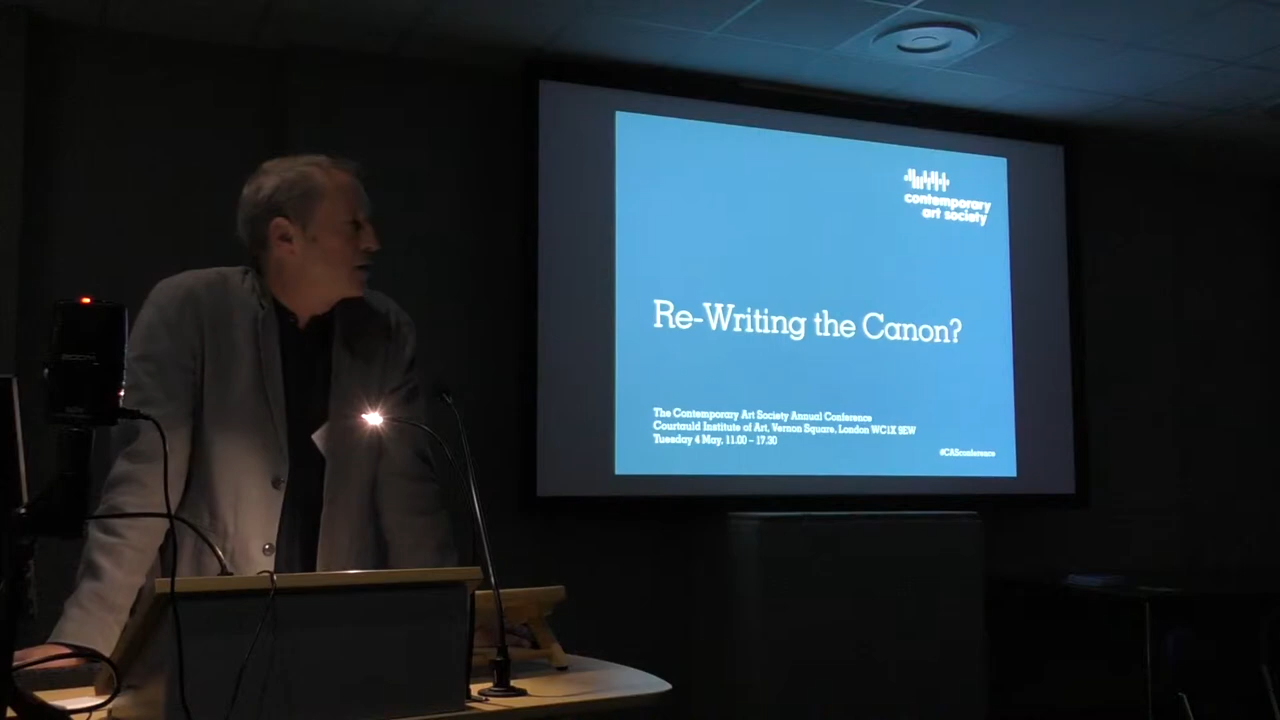 contemporary
art society
Re-Writing the Canon?
The Contemporary Art Society Annual Conference
Courtauld Institute of Art, Vernon Square, London WC1X 9EW
Tuesday 4 May, 11.00 – 17.30
#CASconference
zoom